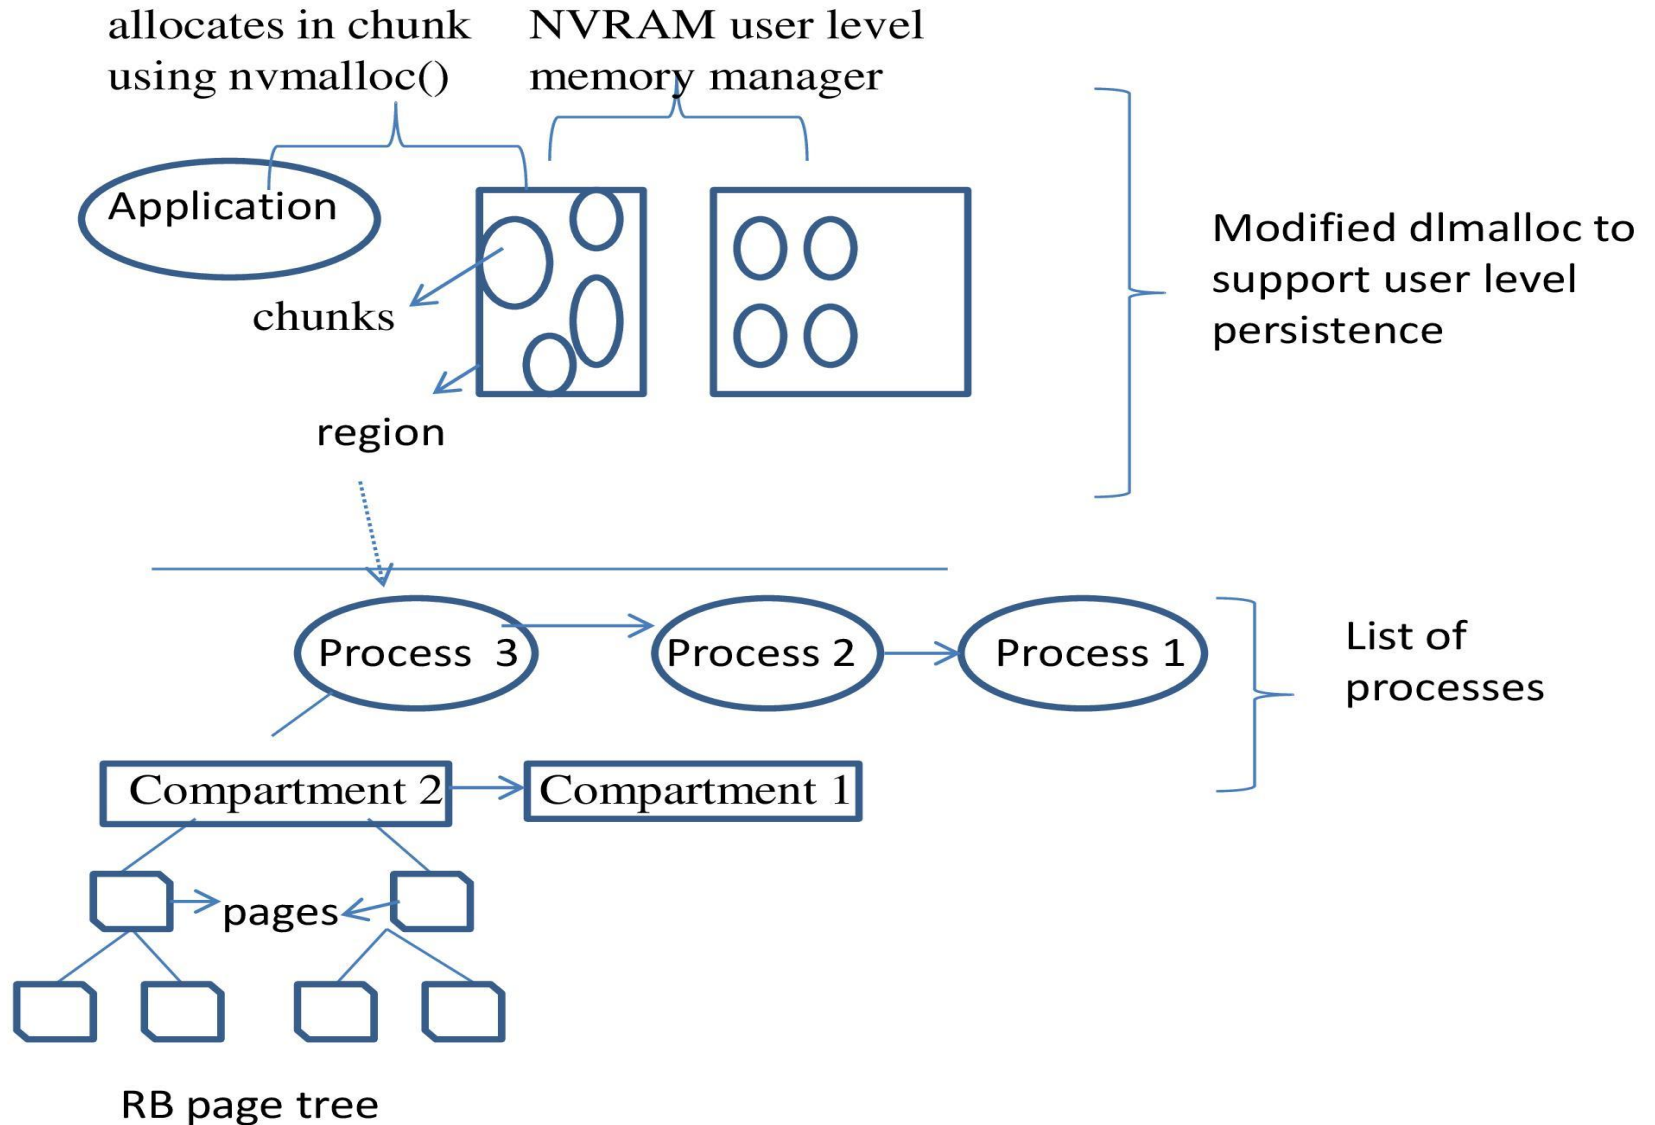 allocates in chunk
using nvmalloc()
NVRAM user level
memory manager
Application
chunks
region
Modified dlmalloc to
support user level
persistence
Process 3
Process 2
Process 1
List of
processes
Compartment 2
Compartment 1
pages
RB page tree